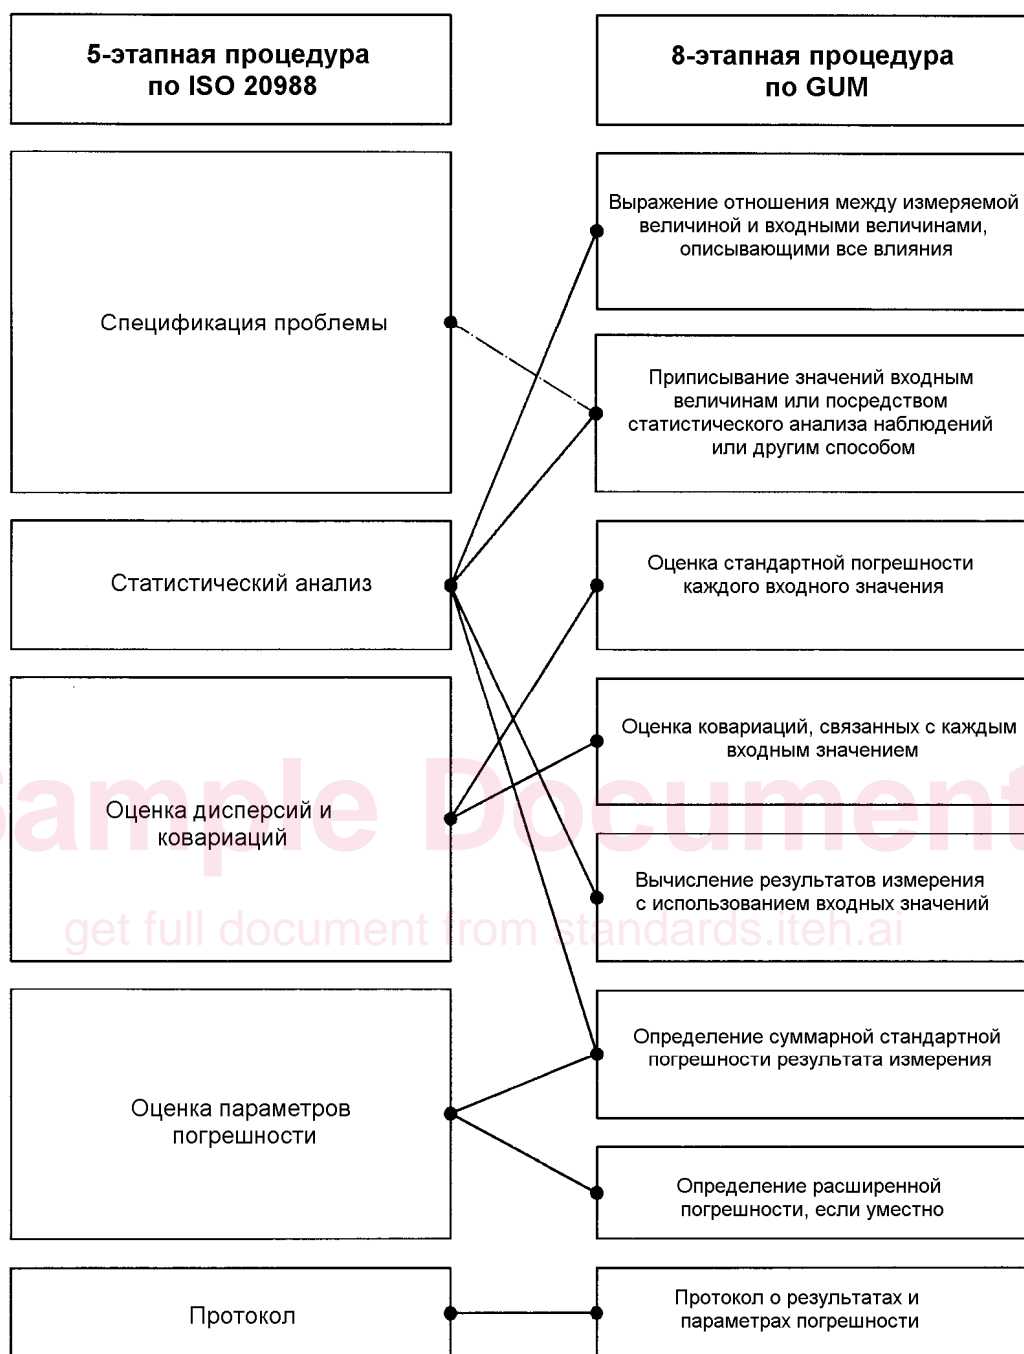 5-этапная процедура
по ISO 20988
8-этапная процедура
по GUM
Спецификация проблемы
Статистический анализ
Оценка дисперсий и
ковариаций
Оценка параметров
погрешности
Протокол
Выражение отношения между измеряемой
величиной и входными величинами,
описывающими все влияния
Приписывание значений входным
величинам или посредством
статистического анализа наблюдений
или другим способом
Оценка стандартной погрешности
каждого входного значения
Оценка ковариаций, связанных с каждым
входным значением
Вычисление результатов измерения
с использованием входных значений
Определение суммарной стандартной
погрешности результата измерения
Определение расширенной
погрешности, если уместно
Протокол о результатах и
параметрах погрешности
Sample Document
get full document from standards.iteh.ai